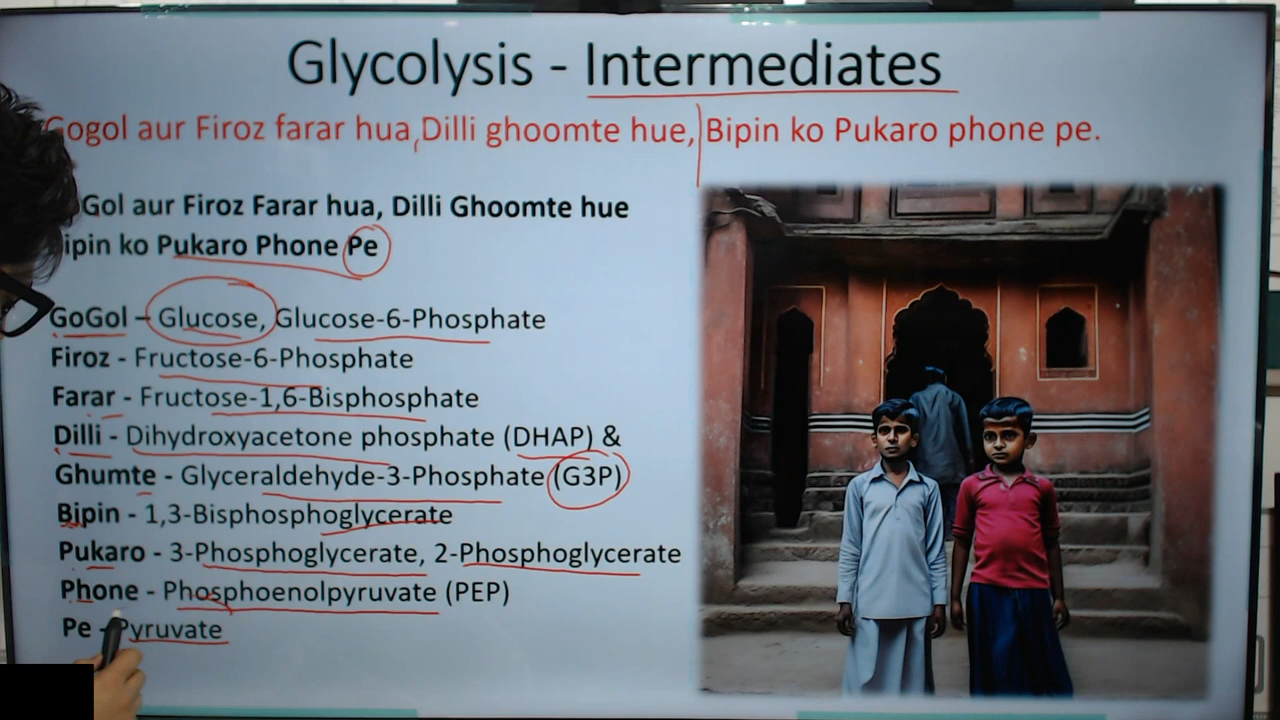 Glycolysis - Intermediates
Gogol aur Firoz farar hua, Dilli ghoomte hue, Bipin ko Pukaro phone pe.
Gol aur Firoz Farar hua, Dilli Ghoomte hue
ipin ko Pukaro Phone Pe
GoGol – Glucose, Glucose-6-Phosphate
Firoz - Fructose-6-Phosphate
Farar - Fructose-1,6-Bisphosphate
Dilli - Dihydroxyacetone phosphate (DHAP) &
Ghumte - Glyceraldehyde-3-Phosphate (G3P)
Bipin - 1,3-Bisphosphoglycerate
Pukaro - 3-Phosphoglycerate, 2-Phosphoglycerate
Phone - Phosphoenolpyruvate (PEP)
Pe - Pyruvate